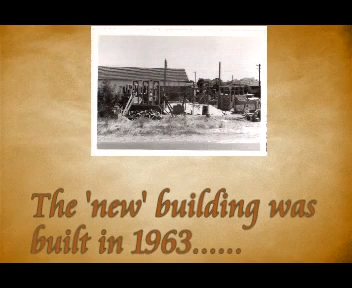 The 'new' building was
built in 1963......